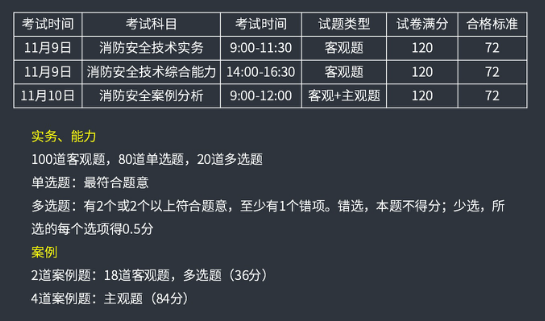 考试时间 考试科目 考试时间 试题类型 试卷满分 合格标准
11月9日 消防安全技术实务 9:00-11:30 客观题 120 72
11月9日 消防安全技术综合能力 14:00-16:30 客观题 120 72
11月10日 消防安全案例分析 9:00-12:00 客观+主观题 120 72
实务、能力
100道客观题，80道单选题，20道多选题
单选题：最符合题意
多选题：有2个或2个以上符合题意，至少有1个错项。错选，本题不得分；少选，所
选的每个选项得0.5分
案例
2道案例题：18道客观题，多选题（36分）
4道案例题：主观题（84分）